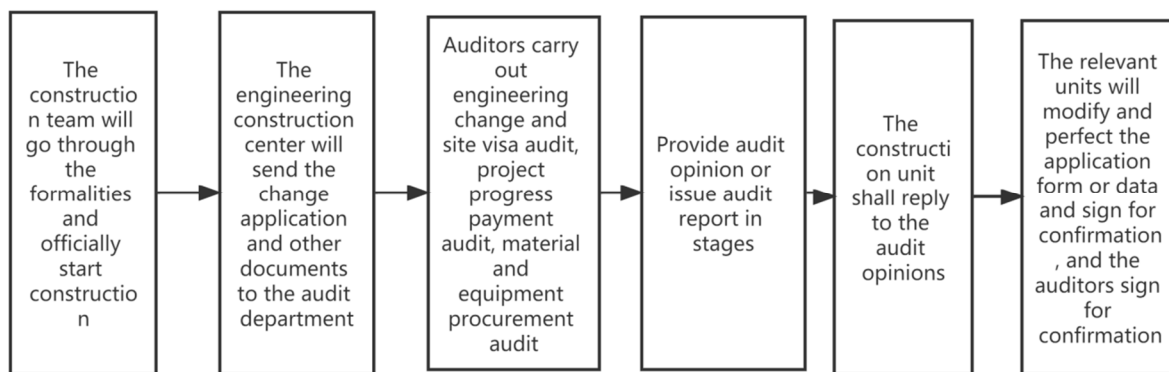 The
constructio
n team will
go through
the
formalities
and
officially
start
constructio
n
The
engineering
construction
center will
send the
change
application
and other
documents
to the audit
department
Auditors carry
out
engineering
change and
site visa audit,
project
progress
payment
audit, material
and
equipment
procurement
audit
Provide audit
opinion or
issue audit
report in
stages
The
constructi
on unit
shall reply
to the
audit
opinions
The relevant
units will
modify and
perfect the
application
form or data
and sign for
confirmation
, and the
auditors sign
for
confirmation